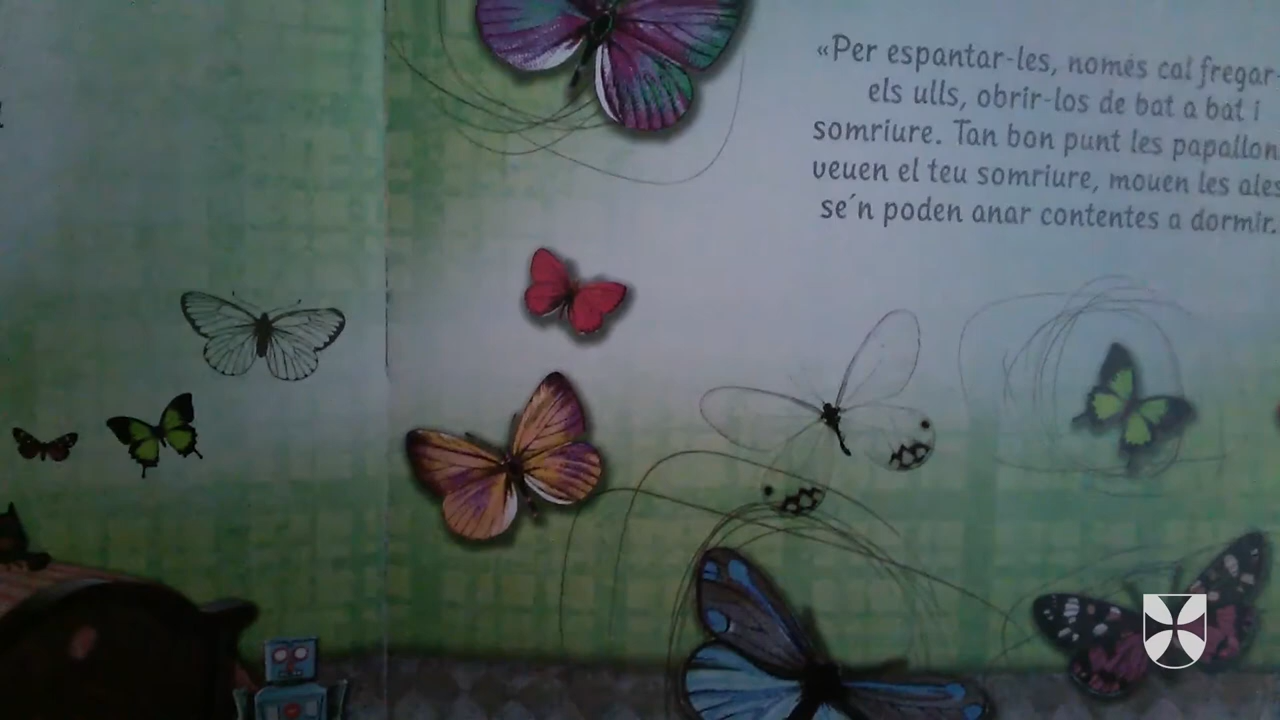 «Per espantar-les, només cal fregar-
els ulls, obrir-los de bat a bat i
somriure. Tan bon punt les papallon
veuen el teu somriure, mouen les ales
se´n poden anar contentes a dormir.